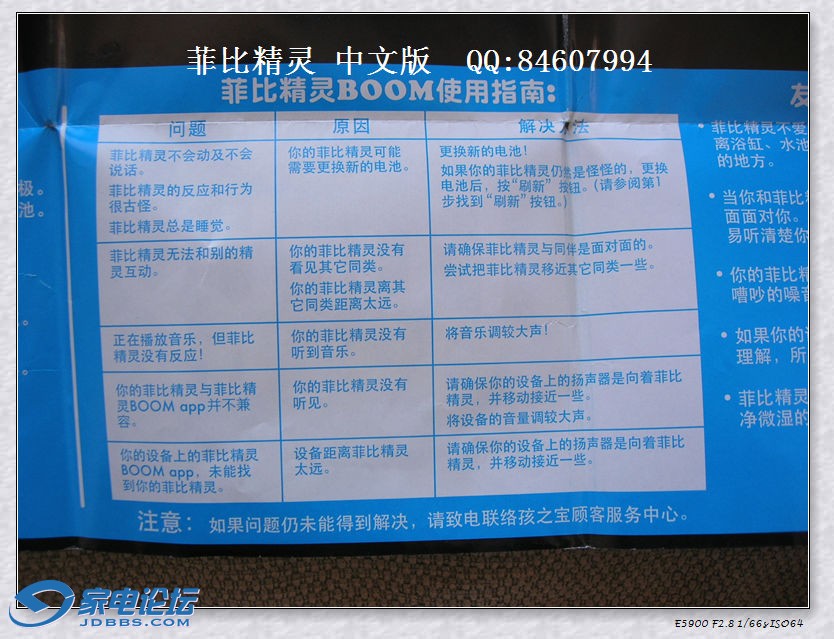 菲比精灵 中文版 QQ:84607994
菲比精灵BOOM使用指南:
问题
原因
解决方法
菲比精灵不会动及不会
说话。
菲比精灵的反应和行为
很古怪。
菲比精灵总是睡觉。
你的菲比精灵可能
需要更换新的电池。
更换新的电池！
如果你的菲比精灵仍然是怪怪的，更换
电池后，按“刷新”按钮。(请参阅第1
步找到“刷新”按钮。)
菲比精灵无法和别的精
灵互动。
你的菲比精灵没有
看见其它同类。
你的菲比精灵离其
它同类距离太远。
请确保菲比精灵与同伴是面对面的。
尝试把菲比精灵移近其它同类一些。
正在播放音乐，但菲比
精灵没有反应！
你的菲比精灵没有
听到音乐。
将音乐调较大声！
你的菲比精灵与菲比精
灵BOOM app并不兼
容。
你的菲比精灵没有
听见。
请确保你的设备上的扬声器是向着菲比
精灵，并移动接近一些。
将设备的音量调较大声。
你的设备上的菲比精灵
BOOM app，未能找
到你的菲比精灵。
设备距离菲比精灵
太远。
请确保你的设备上的扬声器是向着菲比
精灵，并移动接近一些。
注意： 如果问题仍未能得到解决，请致电联络孩之宝顾客服务中心。
极。
池。
友
• 菲比精灵不爱
离浴缸、水池
的地方。
• 当你和菲比
面面对你。
易听清楚你
• 你的菲比精
嘈吵的噪音
• 如果你的
理解，所
• 菲比精灵
净微湿的
家电论坛
JDBBS.COM
E5900 F2.8 1/66s ISO64